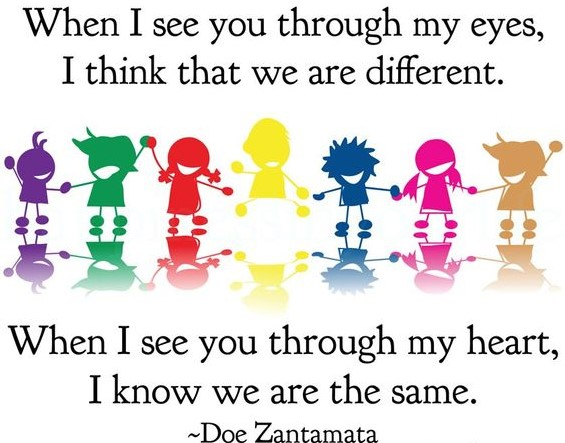 When I see you through my eyes,
I think that we are different.
When I see you through my heart,
I know we are the same.
~Doe Zantamata